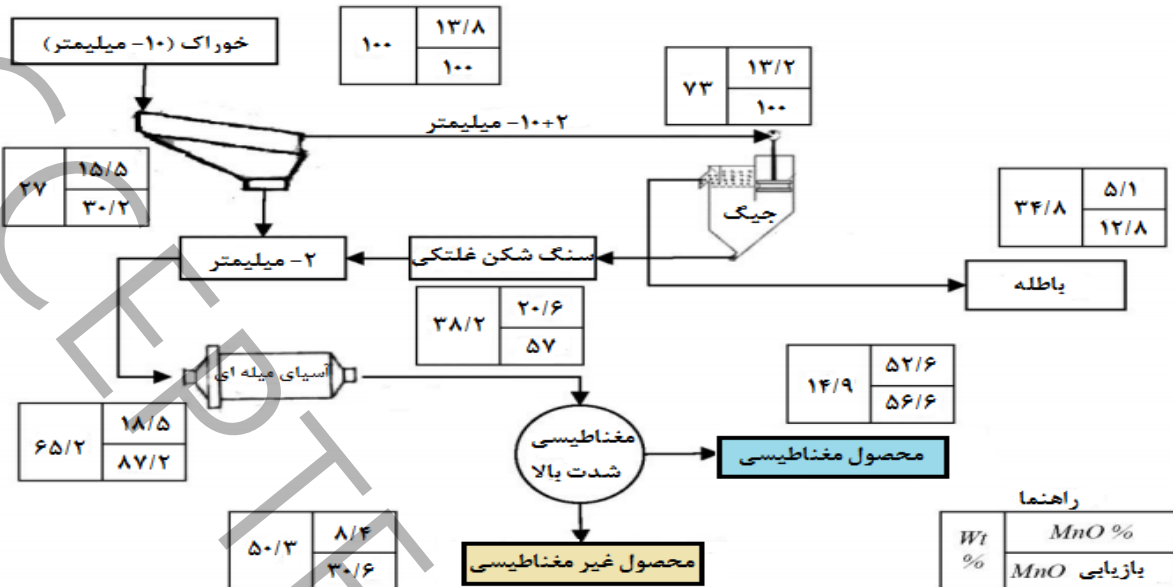 خوراک (۱۰- میلیمتر)
۱۰۰
۱۳/۸
۱۰۰
۷۳
۱۳/۲
۱۰۰
۲+۱۰- میلیمتر
۲۷
۱۵/۵
۳۰/۲
جیگ
۳۴/۸
۵/۱
۱۲/۸
۲- میلیمتر
سنگ شکن غلتکی
باطله
۳۸/۲
۲۰/۶
۵۷
آسیای میله ای
۱۴/۹
۵۲/۶
۵۶/۶
۶۵/۲
۱۸/۵
۸۷/۲
مغناطیسی
شدت بالا
محصول مغناطیسی
۵۰/۳
۸/۴
۳۰/۶
محصول غیر مغناطیسی
راهنما
Wt
%
MnO %
بازیابی MnO